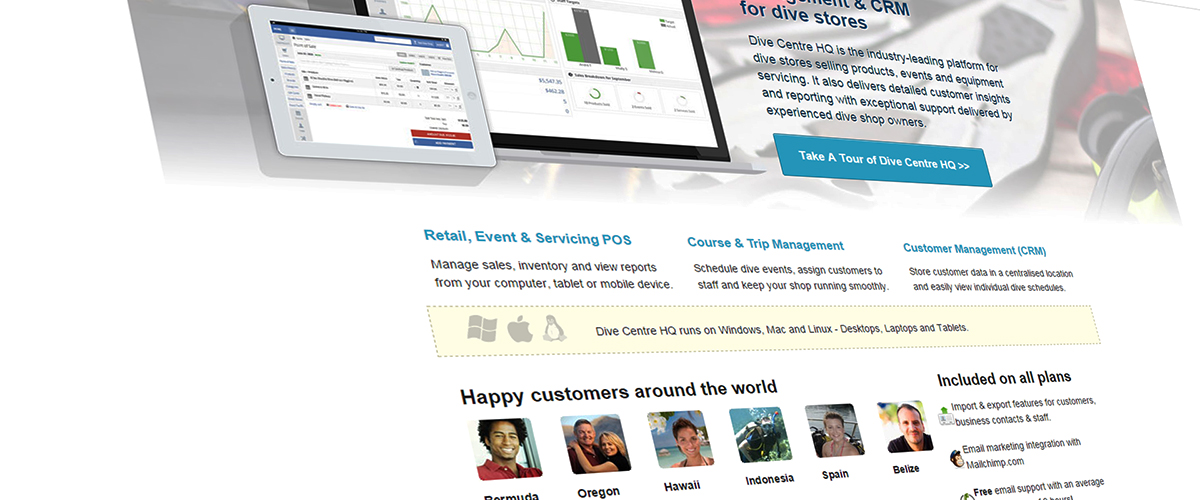 & CRM
for dive stores
Dive Centre HQ is the industry-leading platform for
dive stores selling products, events and equipment
servicing. It also delivers detailed customer insights
and reporting with exceptional support delivered by
experienced dive shop owners.
Take A Tour of Dive Centre HQ >>
$5,547.35
$462.28
5
0
Sales Breakdown for September
Retail, Event & Servicing POS
Manage sales, inventory and view reports
from your computer, tablet or mobile device.
Course & Trip Management
Schedule dive events, assign customers to
staff and keep your shop running smoothly.
Customer Management (CRM)
Store customer data in a centralised location
and easily view individual dive schedules.
Dive Centre HQ runs on Windows, Mac and Linux - Desktops, Laptops and Tablets.
Happy customers around the world
Bermuda
Oregon
Hawaii
Indonesia
Spain
Belize
Included on all plans
Import & export features for customers,
business contacts & staff.
Email marketing integration with
Mailchimp.com
Free email support with an average